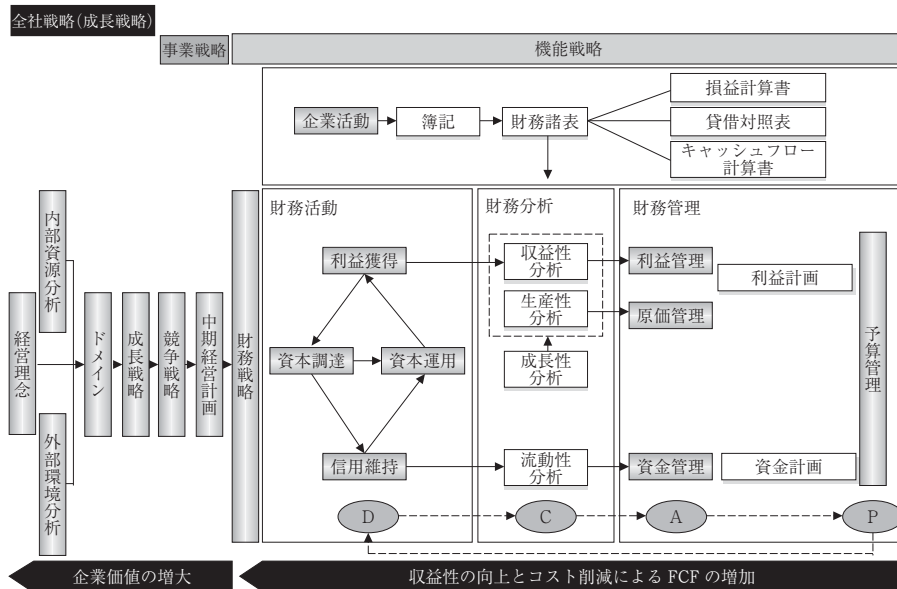 全社戦略(成長戦略)
事業戦略
機能戦略
企業活動
簿記
財務諸表
損益計算書
貸借対照表
キャッシュフロー
計算書
財務活動
財務分析
財務管理
経営理念
内部資源分析
外部環境分析
ドメイン
成長戦略
競争戦略
中期経営計画
財務戦略
利益獲得
資本調達
資本運用
信用維持
収益性
分析
生産性
分析
成長性
分析
流動性
分析
利益管理
利益計画
原価管理
資金管理
資金計画
予算管理
D
C
A
P
企業価値の増大
収益性の向上とコスト削減による FCF の増加